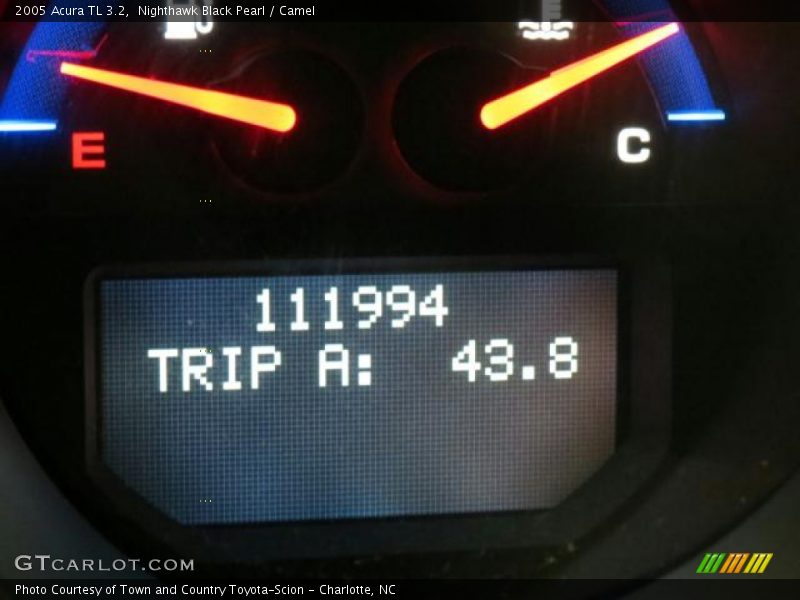 2005 Acura TL 3.2, Nighthawk Black Pearl / Camel
E
C
111994
TRIP A: 43.8
GTCARLOT.COM
Photo Courtesy of Town and Country Toyota-Scion - Charlotte, NC